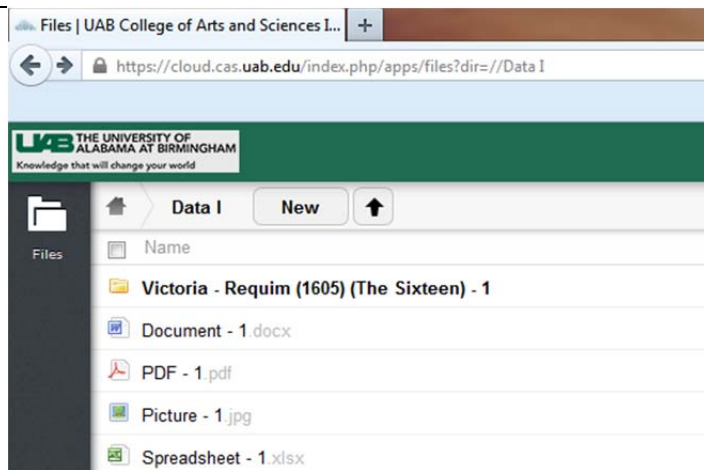 Files | UAB College of Arts and Sciences I... +
https://cloud.cas.uab.edu/index.php/apps/files?dir=//Data I
UAB THE UNIVERSITY OF
ALABAMA AT BIRMINGHAM
Knowledge that will change your world
Data I New
Files
Name
Victoria - Requim (1605) (The Sixteen) - 1
Document - 1.docx
PDF - 1.pdf
Picture - 1.jpg
Spreadsheet - 1.xlsx